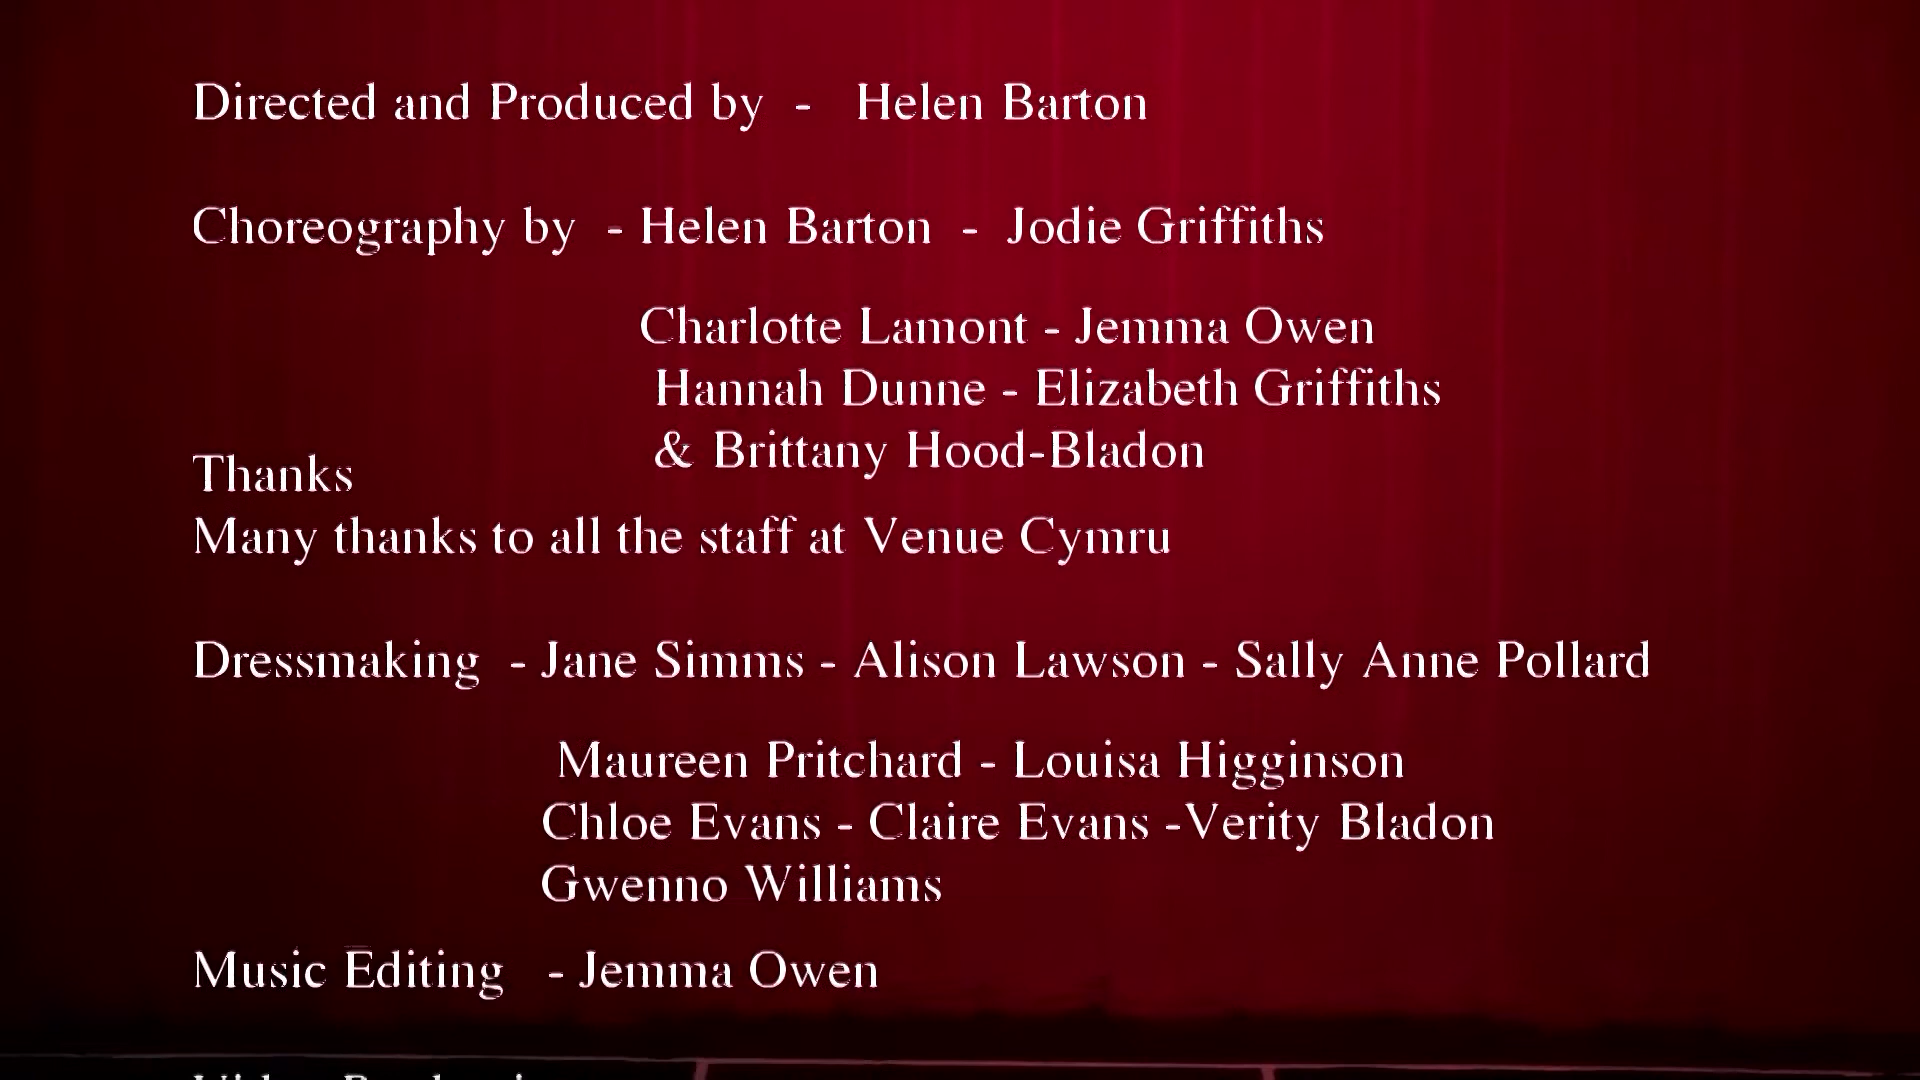 Directed and Produced by - Helen Barton
Choreography by - Helen Barton - Jodie Griffiths
Charlotte Lamont - Jemma Owen
Hannah Dunne - Elizabeth Griffiths
& Brittany Hood-Bladon
Thanks
Many thanks to all the staff at Venue Cymru
Dressmaking - Jane Simms - Alison Lawson - Sally Anne Pollard
Maureen Pritchard - Louisa Higginson
Chloe Evans - Claire Evans -Verity Bladon
Gwenno Williams
Music Editing - Jemma Owen